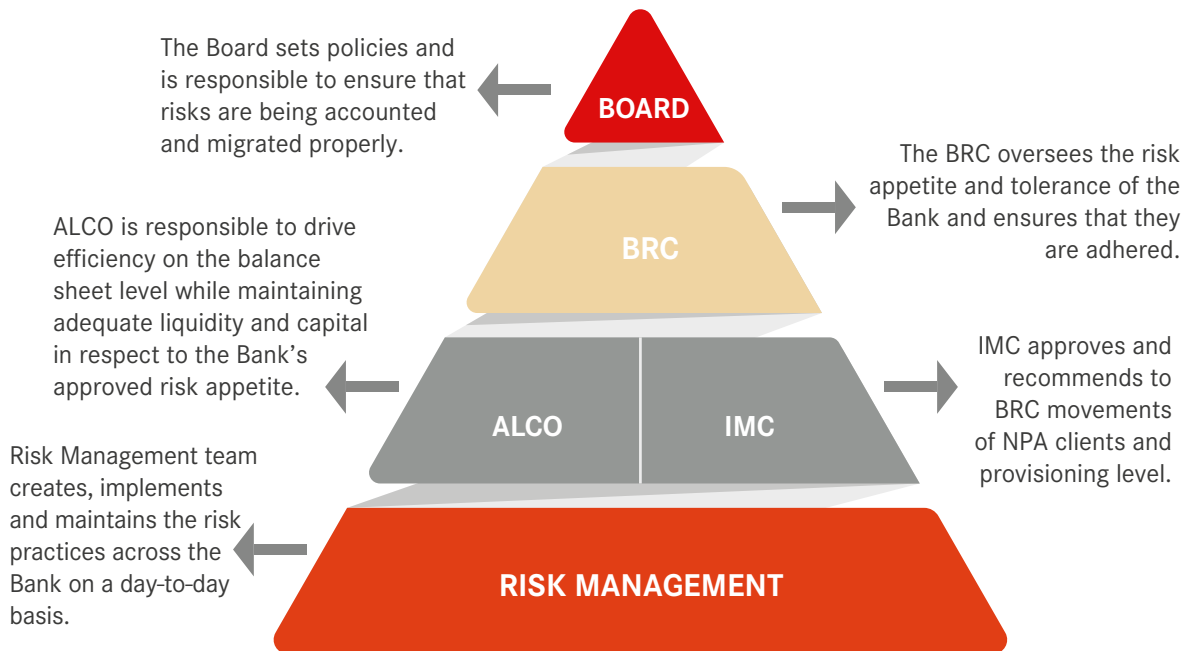 The Board sets policies and
is responsible to ensure that
risks are being accounted
and migrated properly.
BOARD
The BRC oversees the risk
appetite and tolerance of the
Bank and ensures that they
are adhered.
BRC
ALCO is responsible to drive
efficiency on the balance
sheet level while maintaining
adequate liquidity and capital
in respect to the Bank’s
approved risk appetite.
ALCO
IMC
IMC approves and
recommends to
BRC movements
of NPA clients and
provisioning level.
Risk Management team
creates, implements
and maintains the risk
practices across the
Bank on a day-to-day
basis.
RISK MANAGEMENT